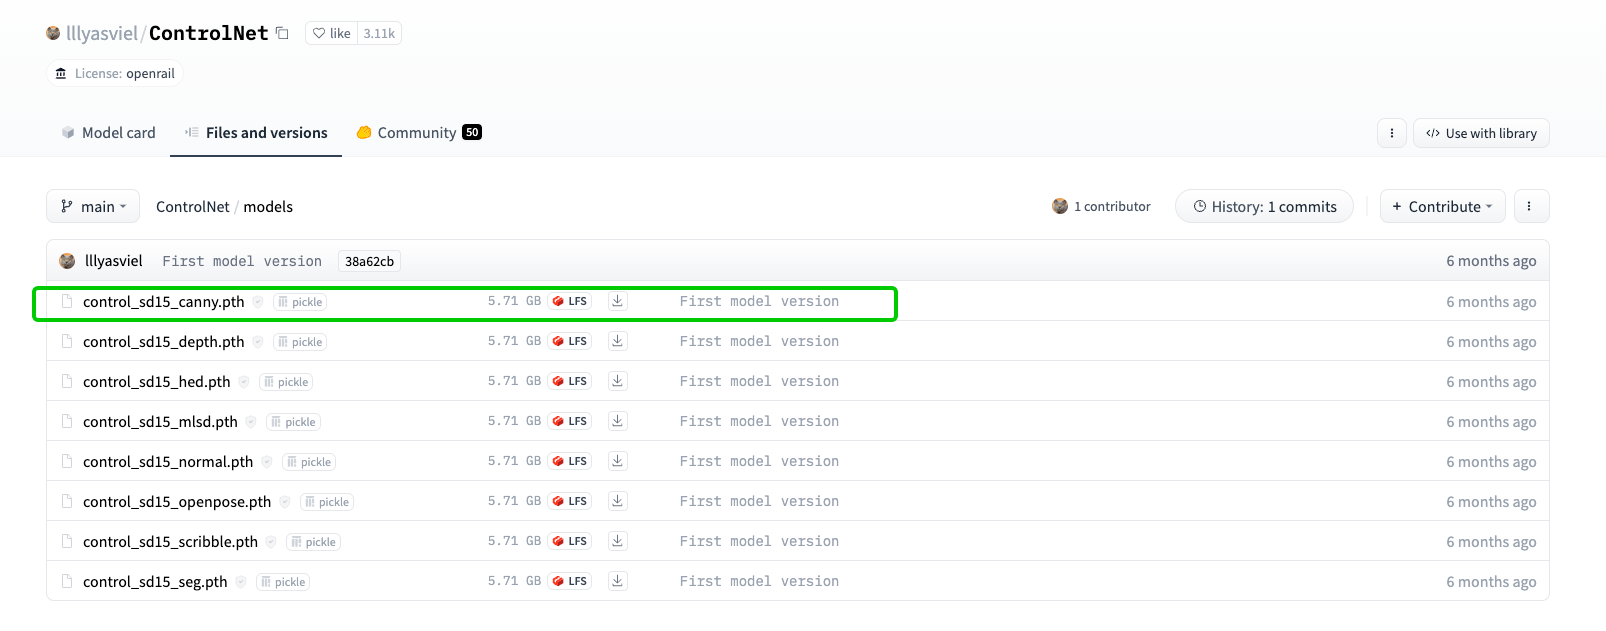 lllyasviel/ControlNet like 3.11k
License: openrail
Model card Files and versions Community 50 Use with library
main ControlNet / models 1 contributor History: 1 commits + Contribute
lllyasviel First model version 38a62cb 6 months ago
control_sd15_canny.pth pickle 5.71 GB LFS First model version 6 months ago
control_sd15_depth.pth pickle 5.71 GB LFS First model version 6 months ago
control_sd15_hed.pth pickle 5.71 GB LFS First model version 6 months ago
control_sd15_mlsd.pth pickle 5.71 GB LFS First model version 6 months ago
control_sd15_normal.pth pickle 5.71 GB LFS First model version 6 months ago
control_sd15_openpose.pth pickle 5.71 GB LFS First model version 6 months ago
control_sd15_scribble.pth pickle 5.71 GB LFS First model version 6 months ago
control_sd15_seg.pth pickle 5.71 GB LFS First model version 6 months ago